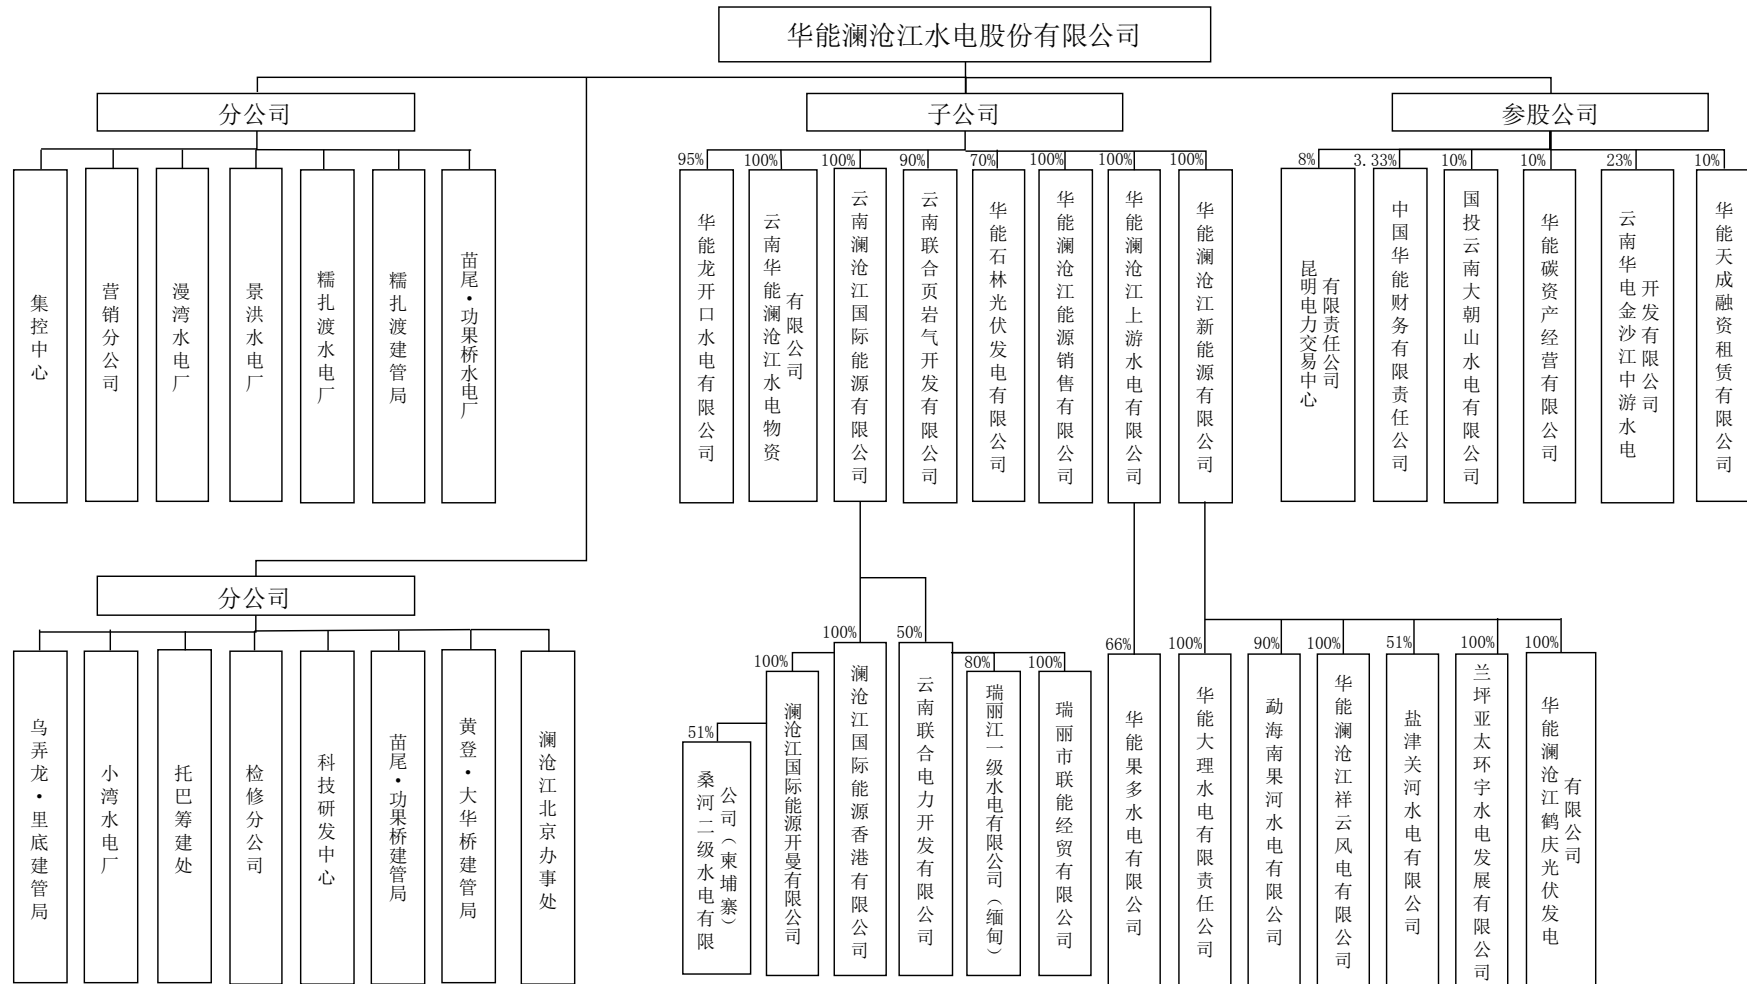 华能澜沧江水电股份有限公司
分公司
子公司
参股公司
集控中心
营销分公司
漫湾水电厂
景洪水电厂
糯扎渡水电厂
糯扎渡建管局
苗尾·功果桥水电厂
95%
华能龙开口水电有限公司
100%
云南华能澜沧江水电物资
有限公司
100%
云南澜沧江国际能源有限公司
90%
云南联合页岩气开发有限公司
70%
华能石林光伏发电有限公司
100%
华能澜沧江能源销售有限公司
100%
华能澜沧江上游水电有限公司
100%
华能澜沧江新能源有限公司
8%
昆明电力交易中心
有限责任公司
3.33%
中国华能财务有限责任公司
10%
国投云南大朝山水电有限公司
10%
华能碳资产经营有限公司
23%
云南华电金沙江中游水电
开发有限公司
10%
华能天成融资租赁有限公司
分公司
乌弄龙·里底建管局
小湾水电厂
托巴筹建处
检修分公司
科技研发中心
苗尾·功果桥建管局
黄登·大华桥建管局
澜沧江北京办事处
51%
桑河二级水电有限
公司（柬埔寨）
100%
澜沧江国际能源开曼有限公司
100%
澜沧江国际能源香港有限公司
50%
云南联合电力开发有限公司
80%
瑞丽江一级水电有限公司（缅甸）
100%
瑞丽市联能经贸有限公司
66%
华能果多水电有限公司
100%
华能大理水电有限责任公司
90%
勐海南果河水电有限公司
100%
华能澜沧江祥云风电有限公司
51%
盐津关河水电有限公司
100%
兰坪亚太环宇水电发展有限公司
100%
华能澜沧江鹤庆光伏发电
有限公司